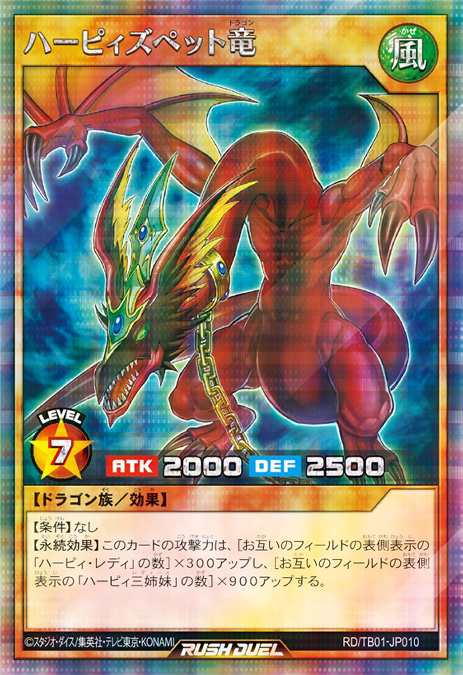 ハーピィズペット竜
ドラゴン
風
かぜ
LEVEL
7
ATK 2000 DEF 2500
【ドラゴン族/効果】
【条件】なし
【永続効果】このカードの攻撃力は、[お互いのフィールドの表側表示の
「ハーピィ・レディ」の数]×300アップし、[お互いのフィールドの表側
表示の「ハーピィ三姉妹」の数]×900アップする。
©スタジオ・ダイス/集英社・テレビ東京・KONAMI
RUSH DUEL
RD/TB01-JP010